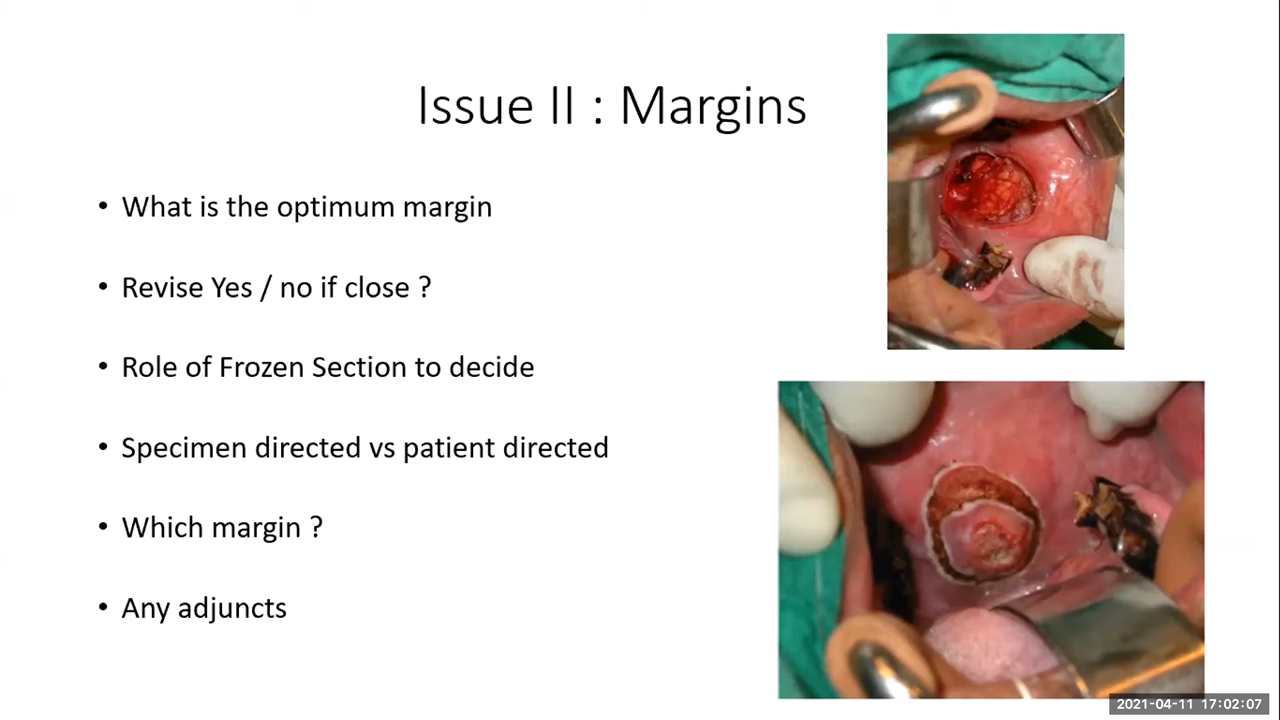 Issue II : Margins
• What is the optimum margin
• Revise Yes / no if close ?
• Role of Frozen Section to decide
• Specimen directed vs patient directed
• Which margin ?
• Any adjuncts
2021-04-11 17:02:07